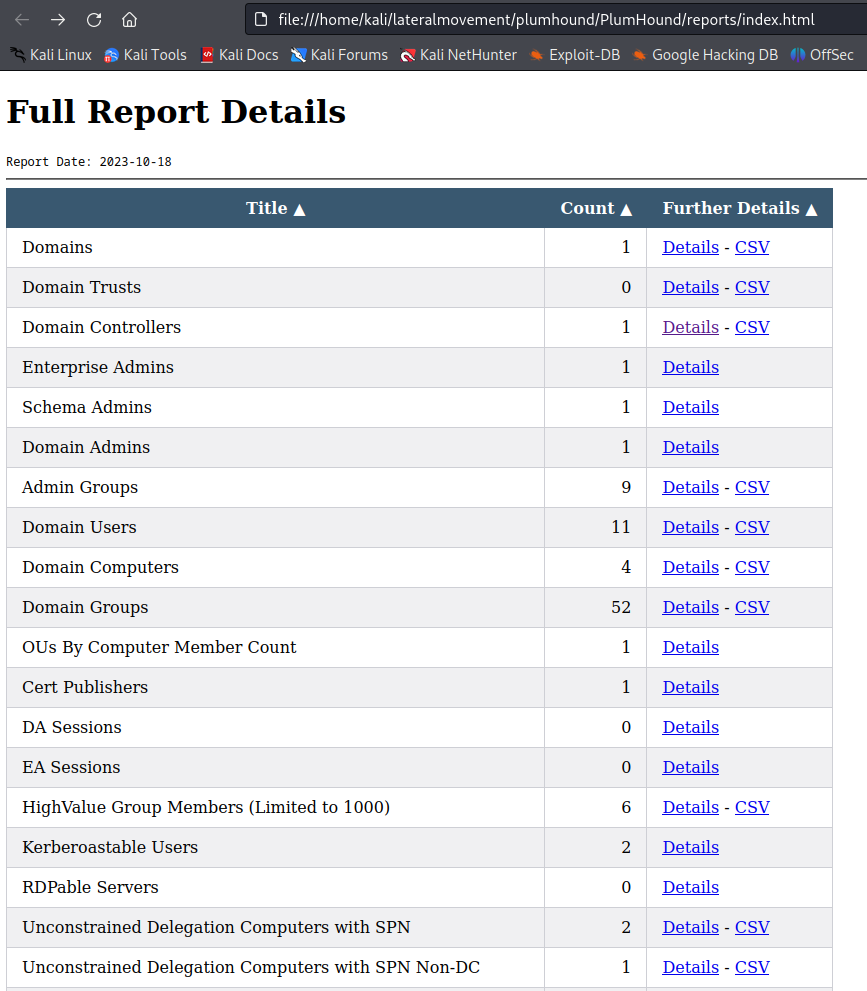 file:///home/kali/lateralmovement/plumhound/PlumHound/reports/index.html
Kali Linux Kali Tools Kali Docs Kali Forums Kali NetHunter Exploit-DB Google Hacking DB OffSec
Full Report Details
Report Date: 2023-10-18
Title ▲ Count ▲ Further Details ▲
Domains 1 Details - CSV
Domain Trusts 0 Details - CSV
Domain Controllers 1 Details - CSV
Enterprise Admins 1 Details
Schema Admins 1 Details
Domain Admins 1 Details
Admin Groups 9 Details - CSV
Domain Users 11 Details - CSV
Domain Computers 4 Details - CSV
Domain Groups 52 Details - CSV
OUs By Computer Member Count 1 Details
Cert Publishers 1 Details
DA Sessions 0 Details
EA Sessions 0 Details
HighValue Group Members (Limited to 1000) 6 Details - CSV
Kerberoastable Users 2 Details
RDPable Servers 0 Details
Unconstrained Delegation Computers with SPN 2 Details - CSV
Unconstrained Delegation Computers with SPN Non-DC 1 Details - CSV